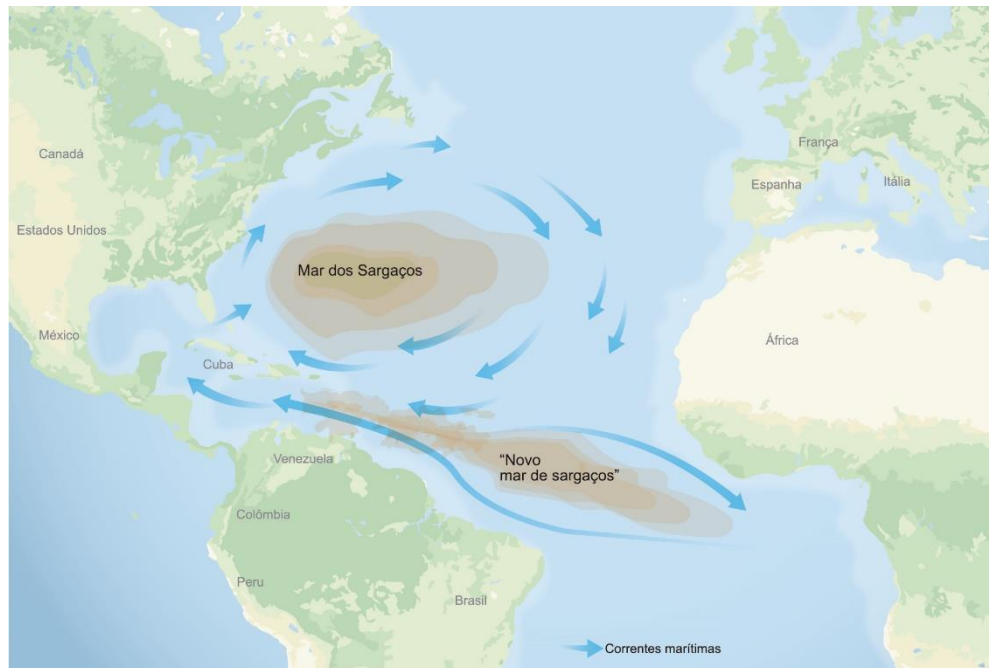 Canadá
França
Espanha
Itália
Estados Unidos
Mar dos Sargaços
México
África
Cuba
Venezuela
“Novo
mar de sargaços”
Colômbia
Peru
Brasil
Correntes marítimas